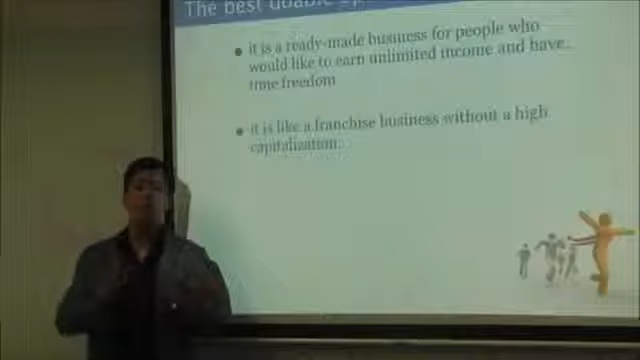 The best doable
it is a ready-made business for people who
would like to earn unlimited income and have
time freedom
it is like a franchise business without a high
capitalization